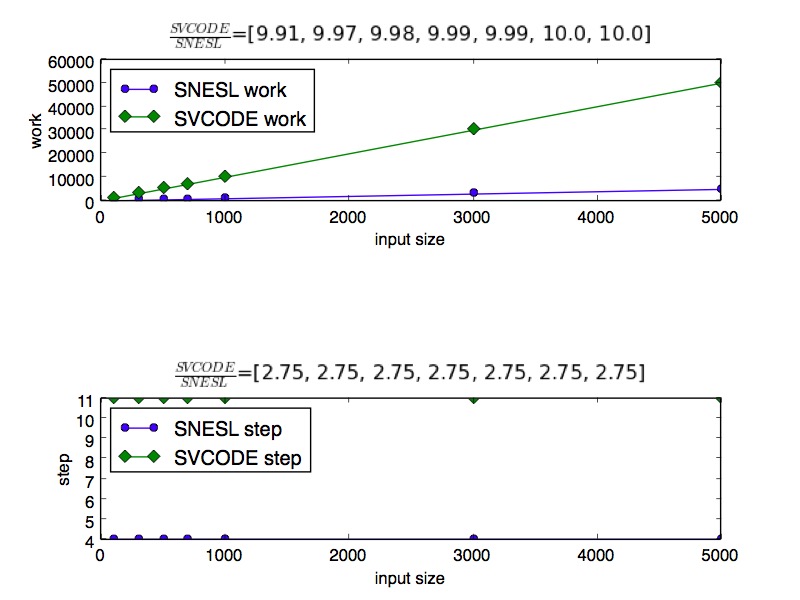 SVCODE/SNESL=[9.91, 9.97, 9.98, 9.99, 9.99, 10.0, 10.0]
60000
50000
40000
30000
20000
10000
0
work
SNESL work
SVCODE work
0 1000 2000 3000 4000 5000
input size
SVCODE/SNESL=[2.75, 2.75, 2.75, 2.75, 2.75, 2.75, 2.75]
11
10
9
8
7
6
5
4
step
SNESL step
SVCODE step
0 1000 2000 3000 4000 5000
input size